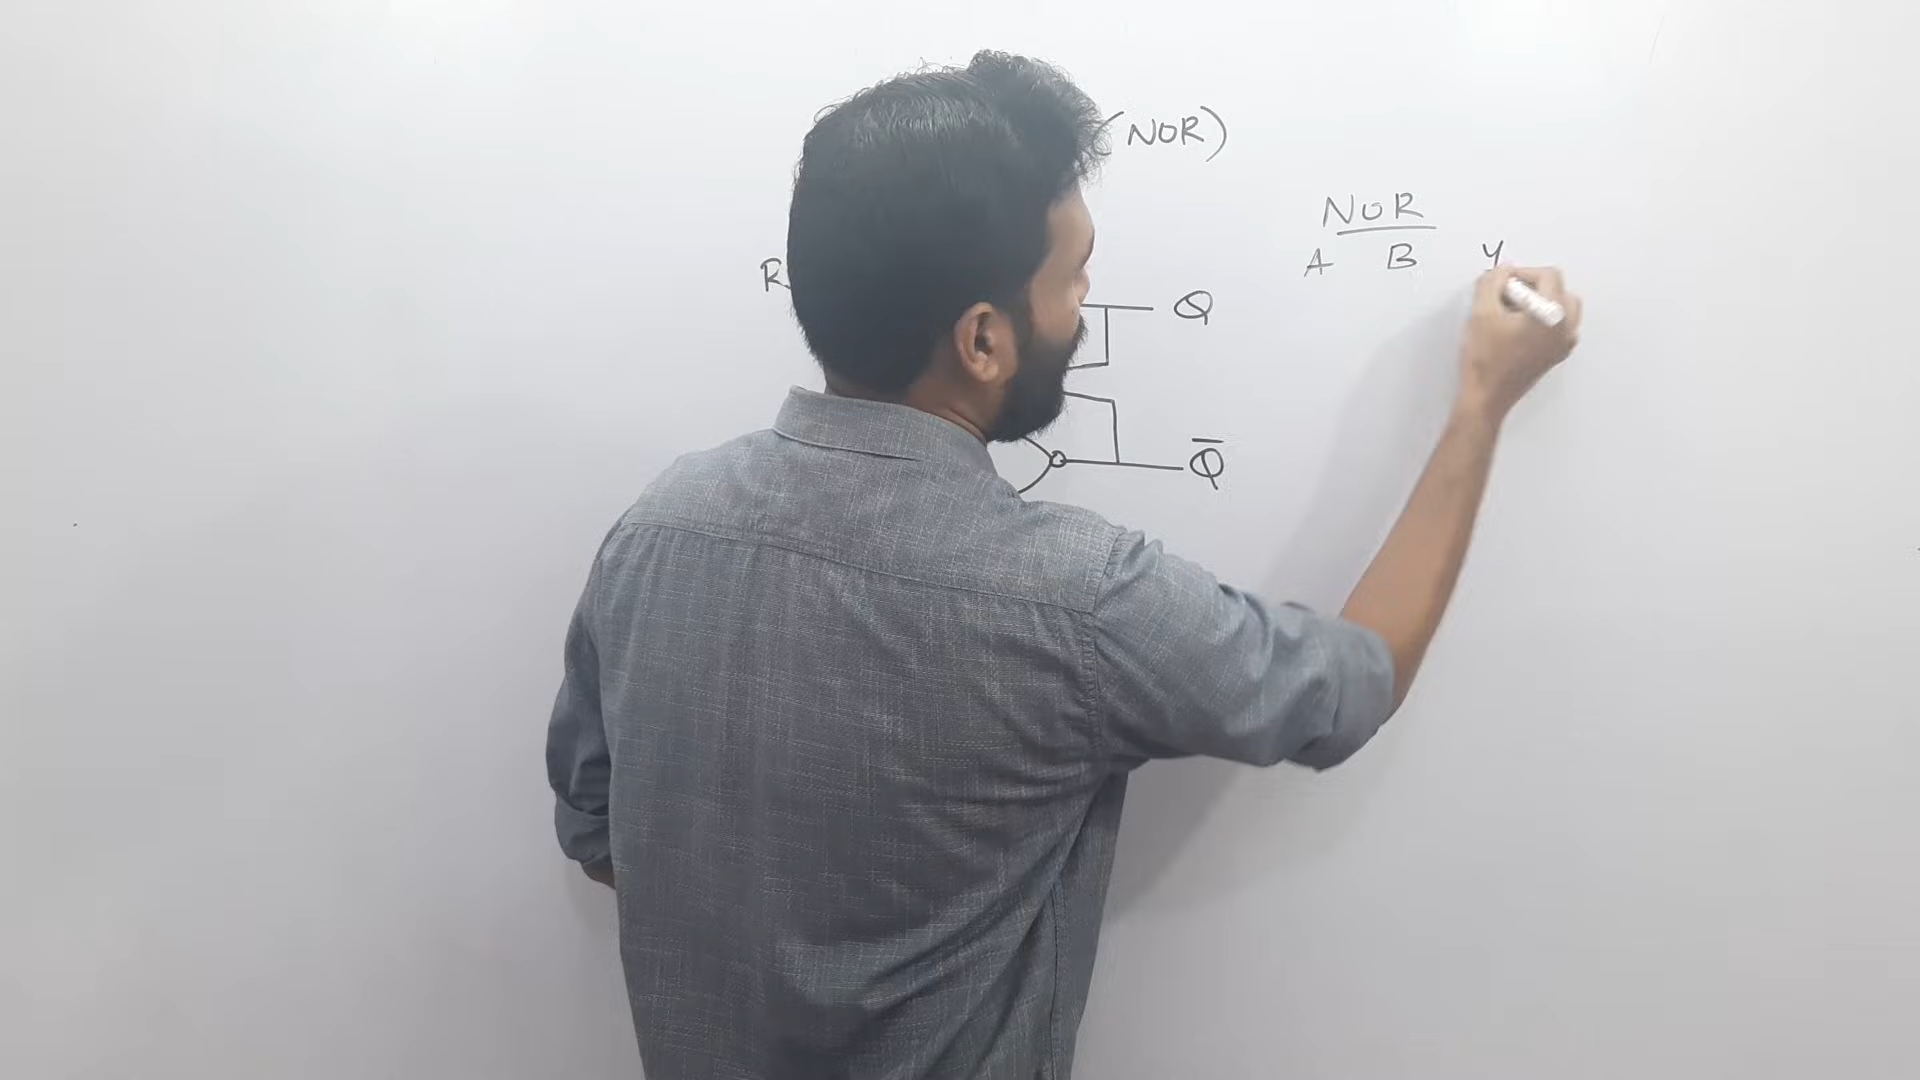 (NOR)
NOR
A B Y
R
Q
Q̅